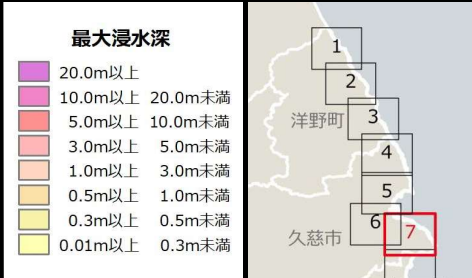 最大浸水深
20.0m以上
10.0m以上 20.0m未満
5.0m以上 10.0m未満
3.0m以上 5.0m未満
1.0m以上 3.0m未満
0.5m以上 1.0m未満
0.3m以上 0.5m未満
0.01m以上 0.3m未満
1
2
3
洋野町
4
5
6
7
久慈市